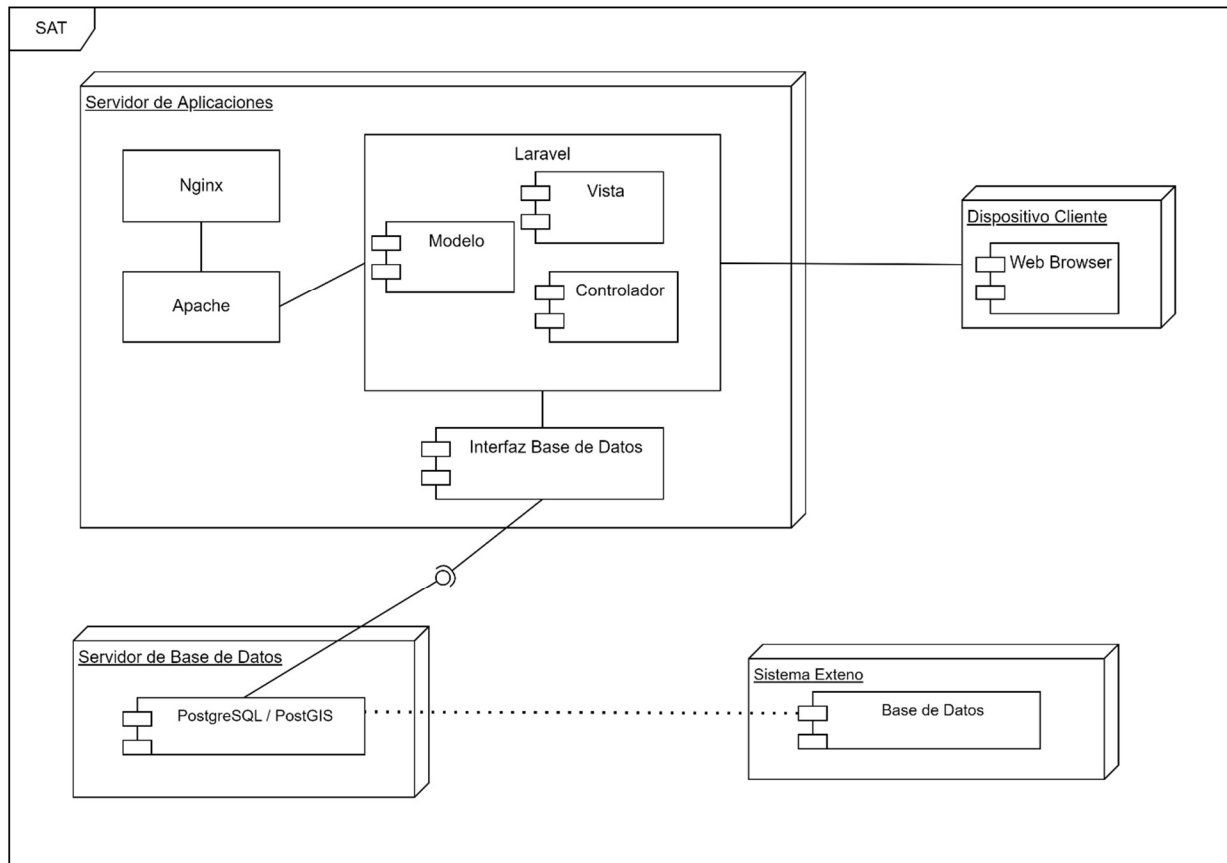 SAT
Servidor de Aplicaciones
Nginx
Apache
Laravel
Vista
Modelo
Controlador
Interfaz Base de Datos
Dispositivo Cliente
Web Browser
Servidor de Base de Datos
PostgreSQL / PostGIS
Sistema Exteno
Base de Datos